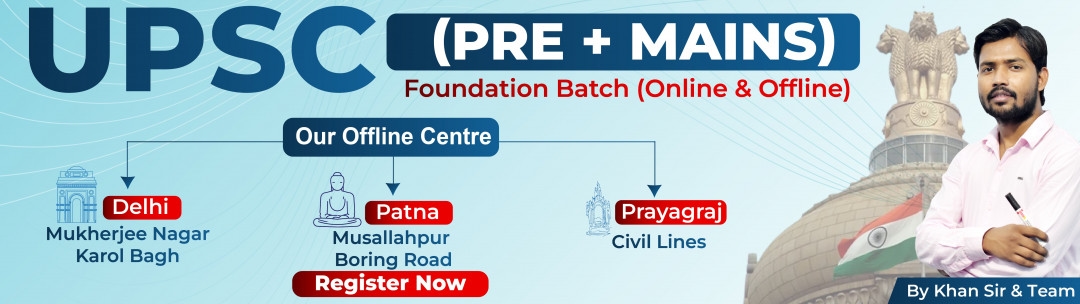 UPSC (PRE + MAINS)
Foundation Batch (Online & Offline)
Our Offline Centre
Delhi
Mukherjee Nagar
Karol Bagh
Patna
Musallahpur
Boring Road
Prayagraj
Civil Lines
Register Now
By Khan Sir & Team